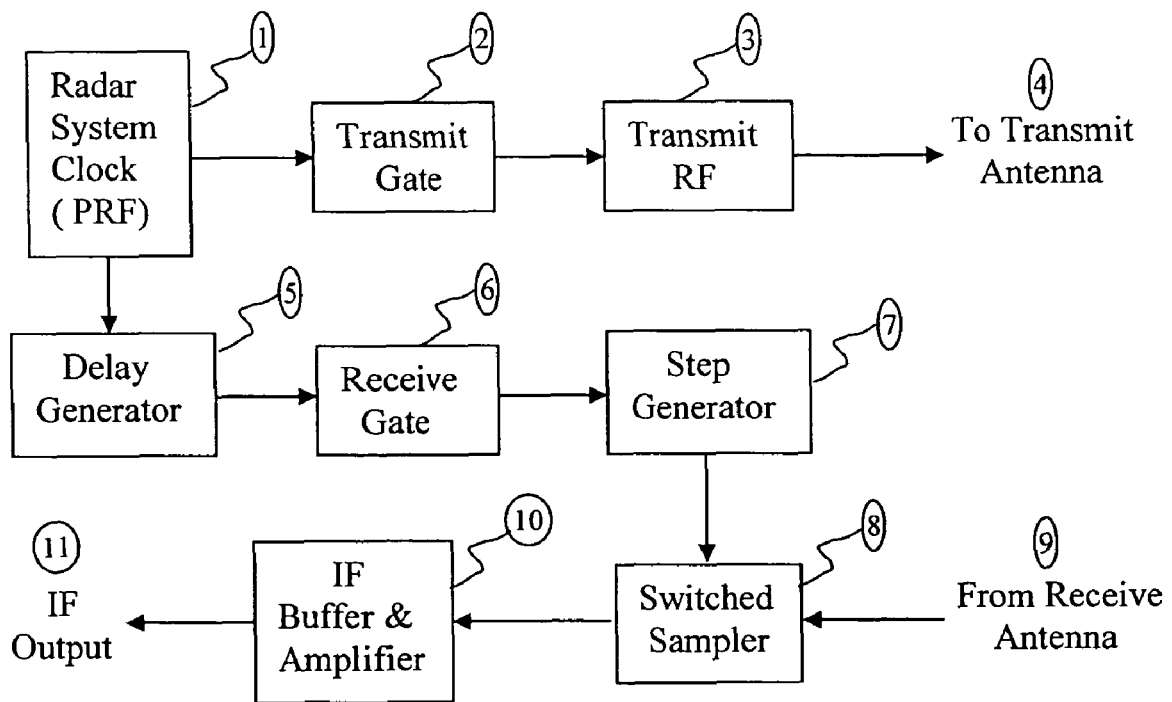 1
Radar
System
Clock
( PRF)
2
Transmit
Gate
3
Transmit
RF
4
To Transmit
Antenna
5
Delay
Generator
6
Receive
Gate
7
Step
Generator
8
Switched
Sampler
9
From Receive
Antenna
10
IF
Buffer &
Amplifier
11
IF
Output